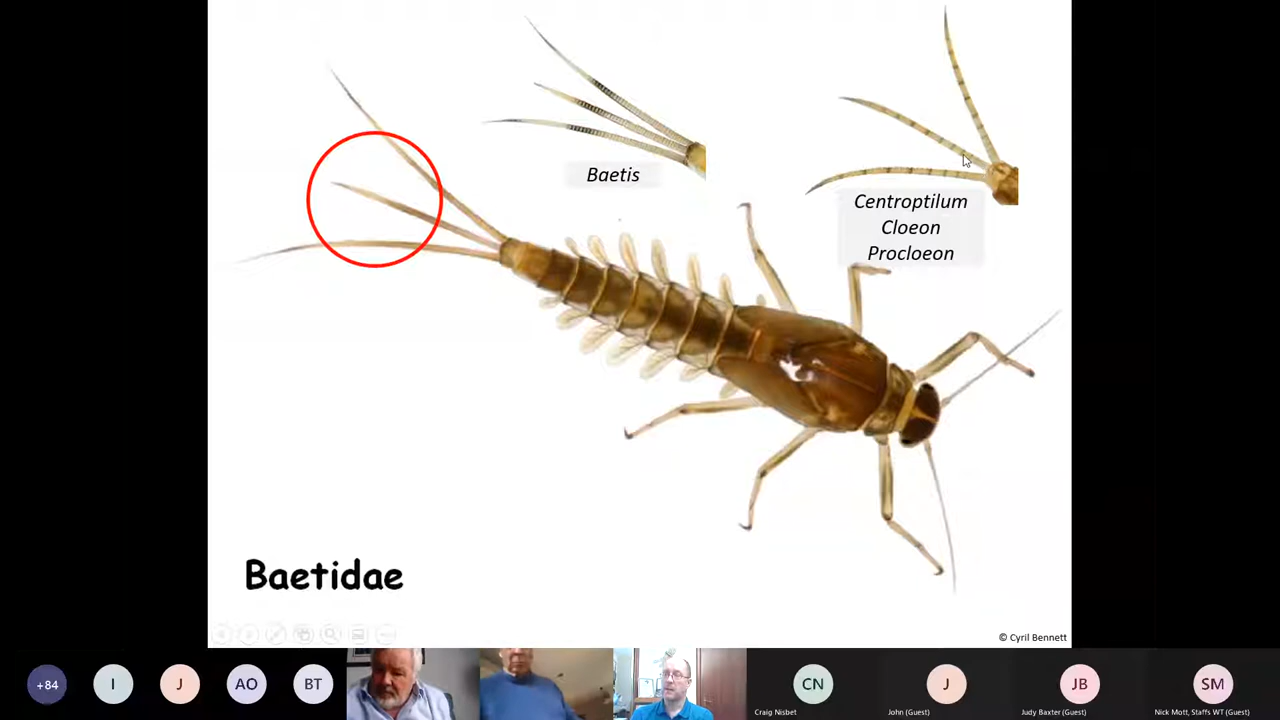 Baetis
Centroptilum
Cloeon
Procloeon
Baetidae
© Cyril Bennett
+84
I
J
AO
BT
CN
J
JB
SM
Craig Nisbet
John (Guest)
Judy Baxter (Guest)
Nick Mott, Staffs WT (Guest)